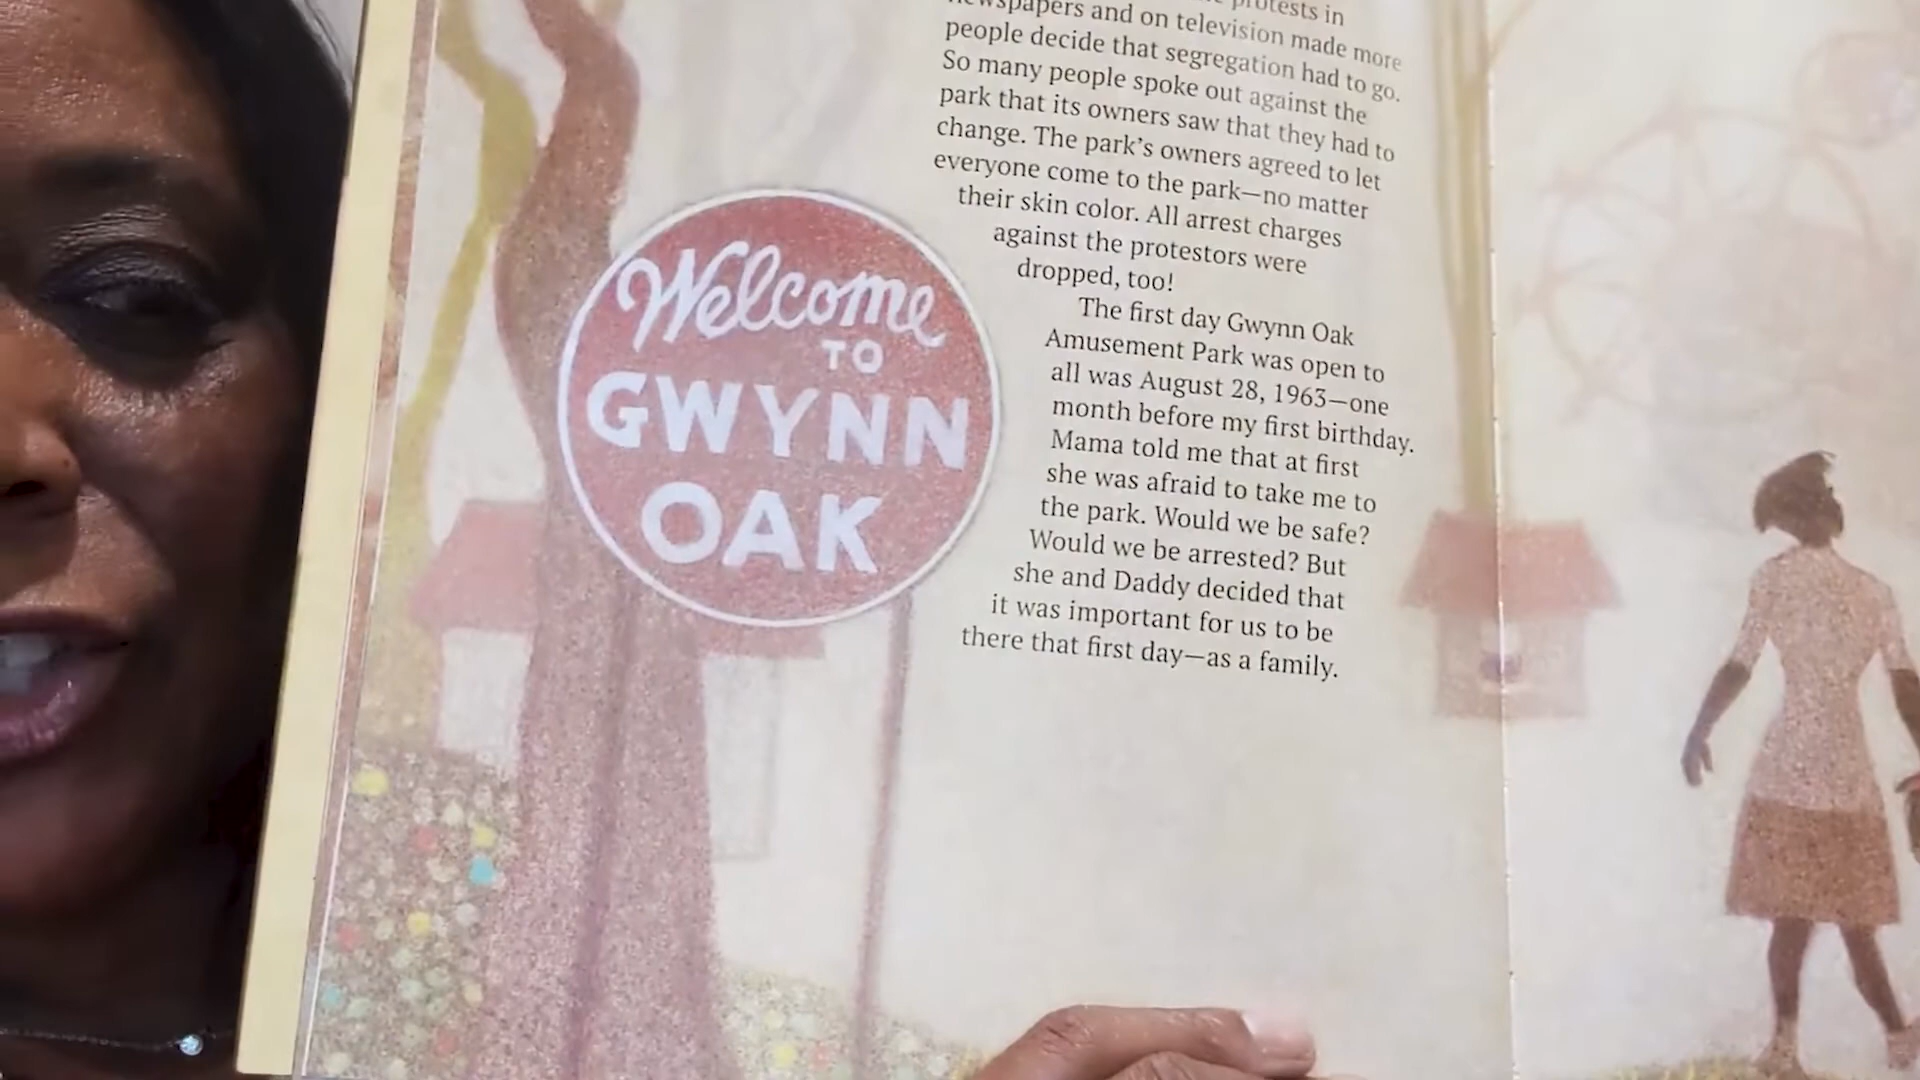 Welcome
TO
GWYNN
OAK
protests in
newspapers and on television made more
people decide that segregation had to go.
So many people spoke out against the
park that its owners saw that they had to
change. The park's owners agreed to let
everyone come to the park—no matter
their skin color. All arrest charges
against the protestors were
dropped, too!
The first day Gwynn Oak
Amusement Park was open to
all was August 28, 1963—one
month before my first birthday.
Mama told me that at first
she was afraid to take me to
the park. Would we be safe?
Would we be arrested? But
she and Daddy decided that
it was important for us to be
there that first day—as a family.